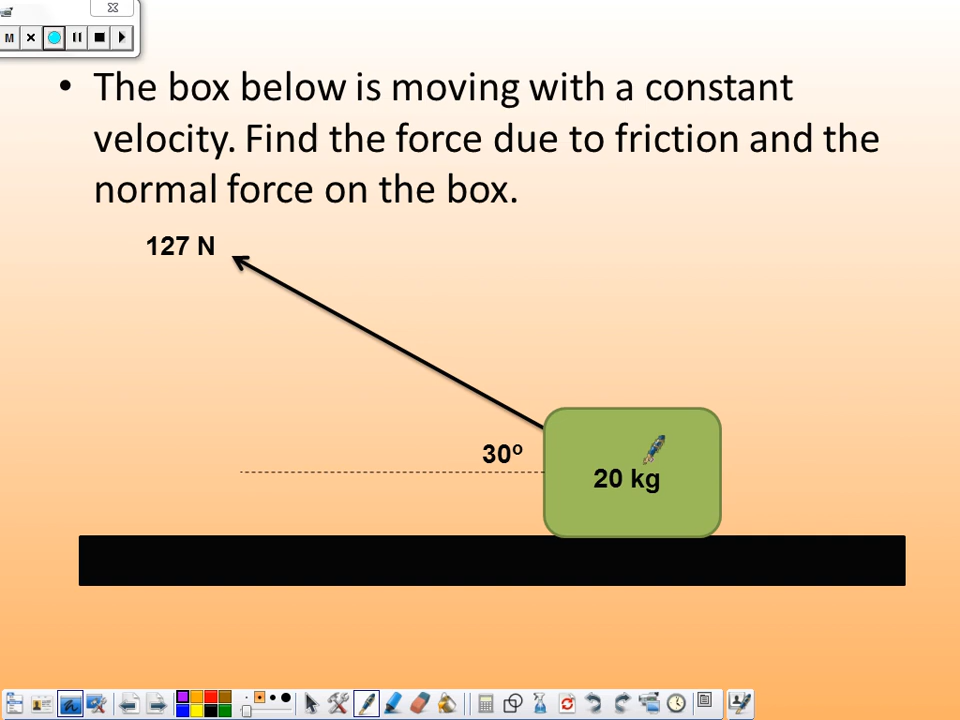 M
• The box below is moving with a constant
velocity. Find the force due to friction and the
normal force on the box.
127 N
30º
20 kg